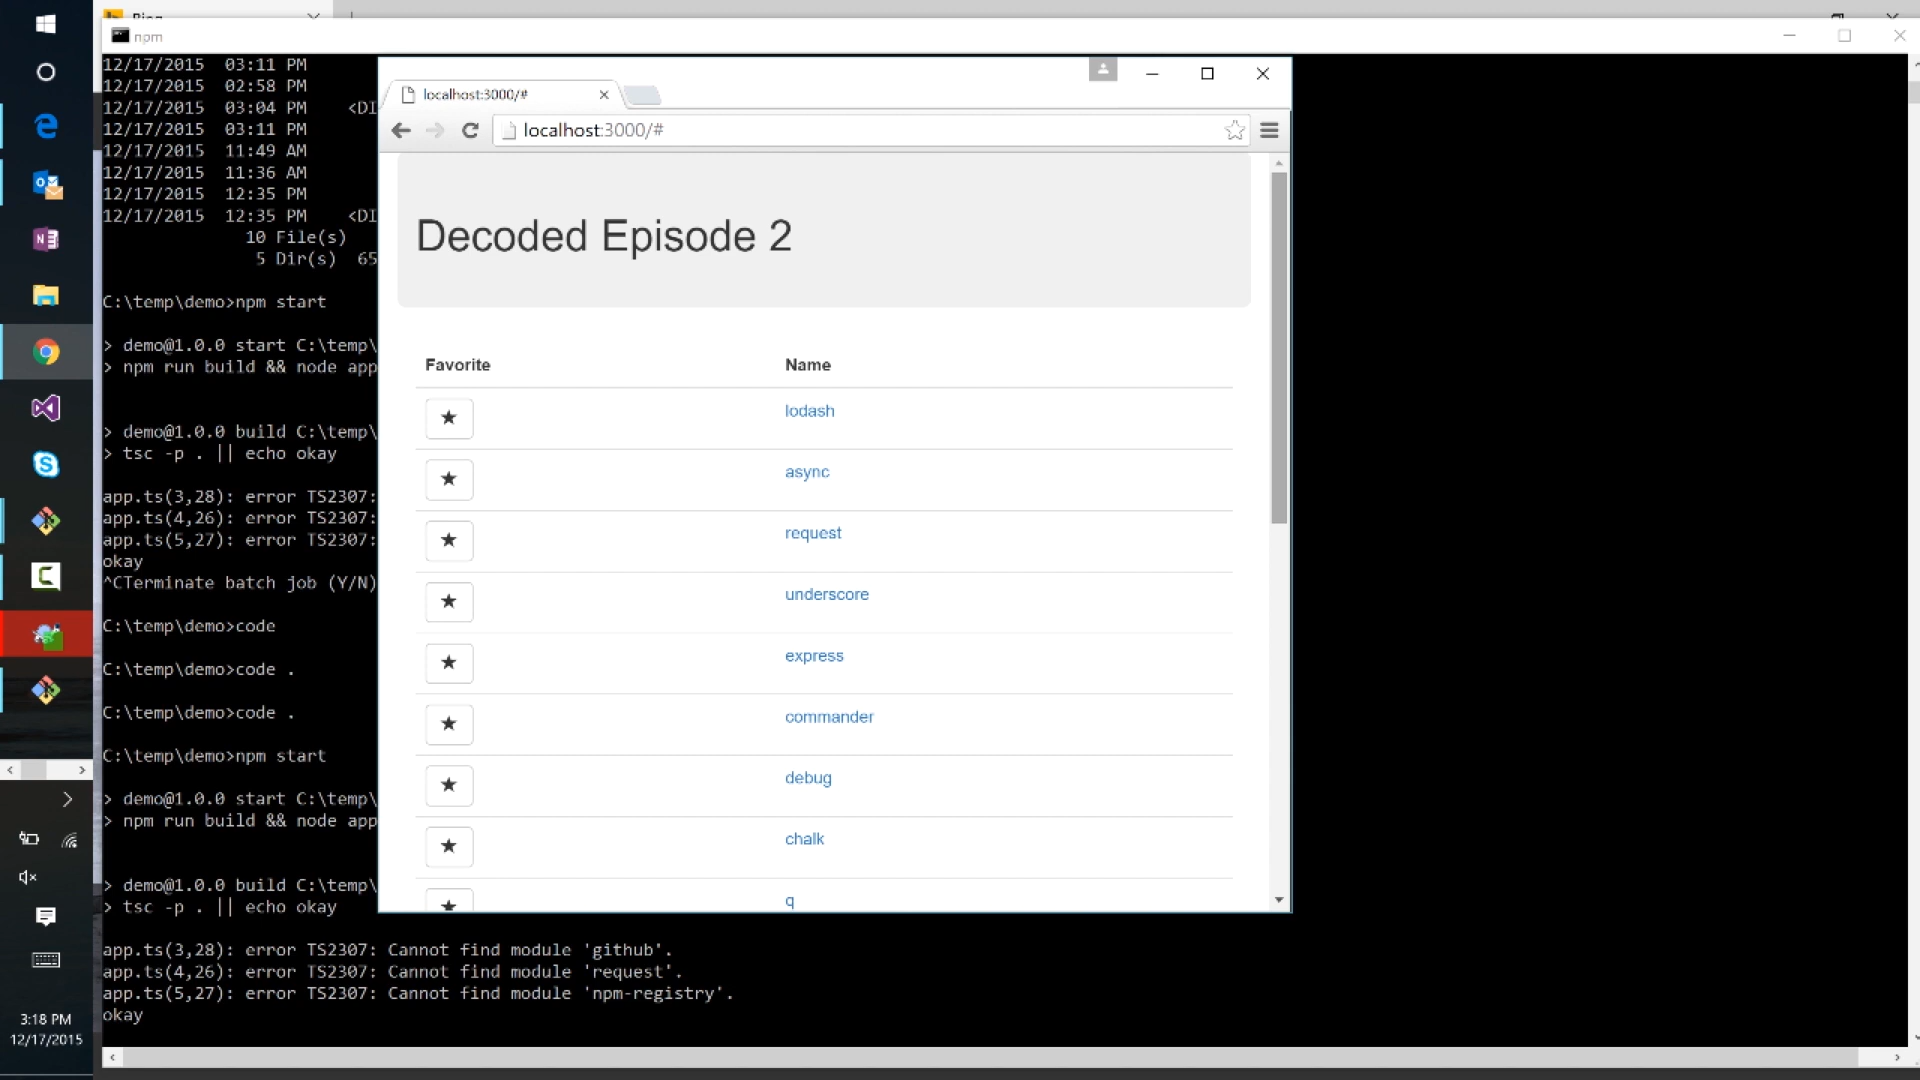 Bing
npm
12/17/2015  03:11 PM
12/17/2015  02:58 PM
12/17/2015  03:04 PM    <DI
12/17/2015  03:11 PM
12/17/2015  11:49 AM
12/17/2015  11:36 AM
12/17/2015  12:35 PM
12/17/2015  12:35 PM    <DI
10 File(s)
5 Dir(s)  65
C:\temp\demo>npm start
> demo@1.0.0 start C:\temp\
> npm run build && node app
> demo@1.0.0 build C:\temp\
> tsc -p . || echo okay
app.ts(3,28): error TS2307:
app.ts(4,26): error TS2307:
app.ts(5,27): error TS2307:
okay
^CTerminate batch job (Y/N)
C:\temp\demo>code
C:\temp\demo>code .
C:\temp\demo>code .
C:\temp\demo>npm start
> demo@1.0.0 start C:\temp\
> npm run build && node app
> demo@1.0.0 build C:\temp\
> tsc -p . || echo okay
app.ts(3,28): error TS2307: Cannot find module 'github'.
app.ts(4,26): error TS2307: Cannot find module 'request'.
app.ts(5,27): error TS2307: Cannot find module 'npm-registry'.
okay
localhost:3000/#
localhost:3000/#
Decoded Episode 2
Favorite Name
lodash
async
request
underscore
express
commander
debug
chalk
q
3:18 PM
12/17/2015